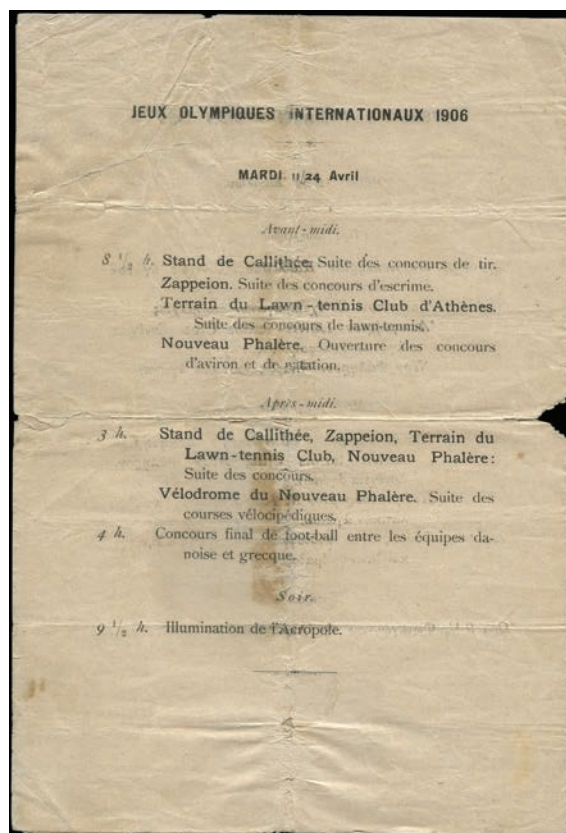 JEUX OLYMPIQUES INTERNATIONAUX 1906
MARDI 11/24 Avril
Avant-midi.
8 1/2 h. Stand de Callithée. Suite des concours de tir.
Zappeion. Suite des concours d'escrime.
Terrain du Lawn-tennis Club d'Athènes.
Suite des concours de lawn-tennis.
Nouveau Phalère. Ouverture des concours
d'aviron et de natation.
Après-midi.
3 h. Stand de Callithée, Zappeion, Terrain du
Lawn-tennis Club, Nouveau Phalère:
Suite des concours.
Vélodrome du Nouveau Phalère. Suite des
courses vélocipédiques.
4 h. Concours final de foot-ball entre les équipes da-
noise et grecque.
Soir.
9 1/2 h. Illumination de l'Acropole.